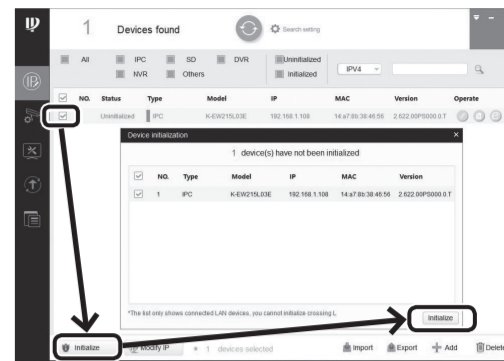 1 Devices found
Search setting
All IPC SD DVR Uninitialized
NVR Others Initialized
IPV4
NO. Status Type Model IP MAC Version Operate
Uninitialized IPC K-EW215L03E 192.168.1.108 14:a7:8b:38:46:56 2.622.00PS000.0.T
Device initialization ×
1 device(s) have not been initialized
NO. Type Model IP MAC Version
1 IPC K-EW215L03E 192.168.1.108 14:a7:8b:38:46:56 2.622.00PS000.0.T
*The list only shows connected LAN devices, you cannot initialize crossing L
Initialize
Initialize Modify IP 1 devices selected Import Export Add Delet